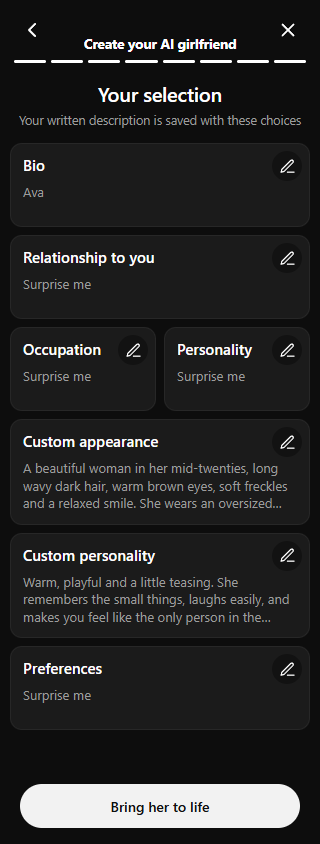 Create your AI girlfriend
Your selection
Your written description is saved with these choices
Bio
Ava
Relationship to you
Surprise me
Occupation
Surprise me
Personality
Surprise me
Custom appearance
A beautiful woman in her mid-twenties, long
wavy dark hair, warm brown eyes, soft freckles
and a relaxed smile. She wears an oversized...
Custom personality
Warm, playful and a little teasing. She
remembers the small things, laughs easily, and
makes you feel like the only person in the...
Preferences
Surprise me
Bring her to life